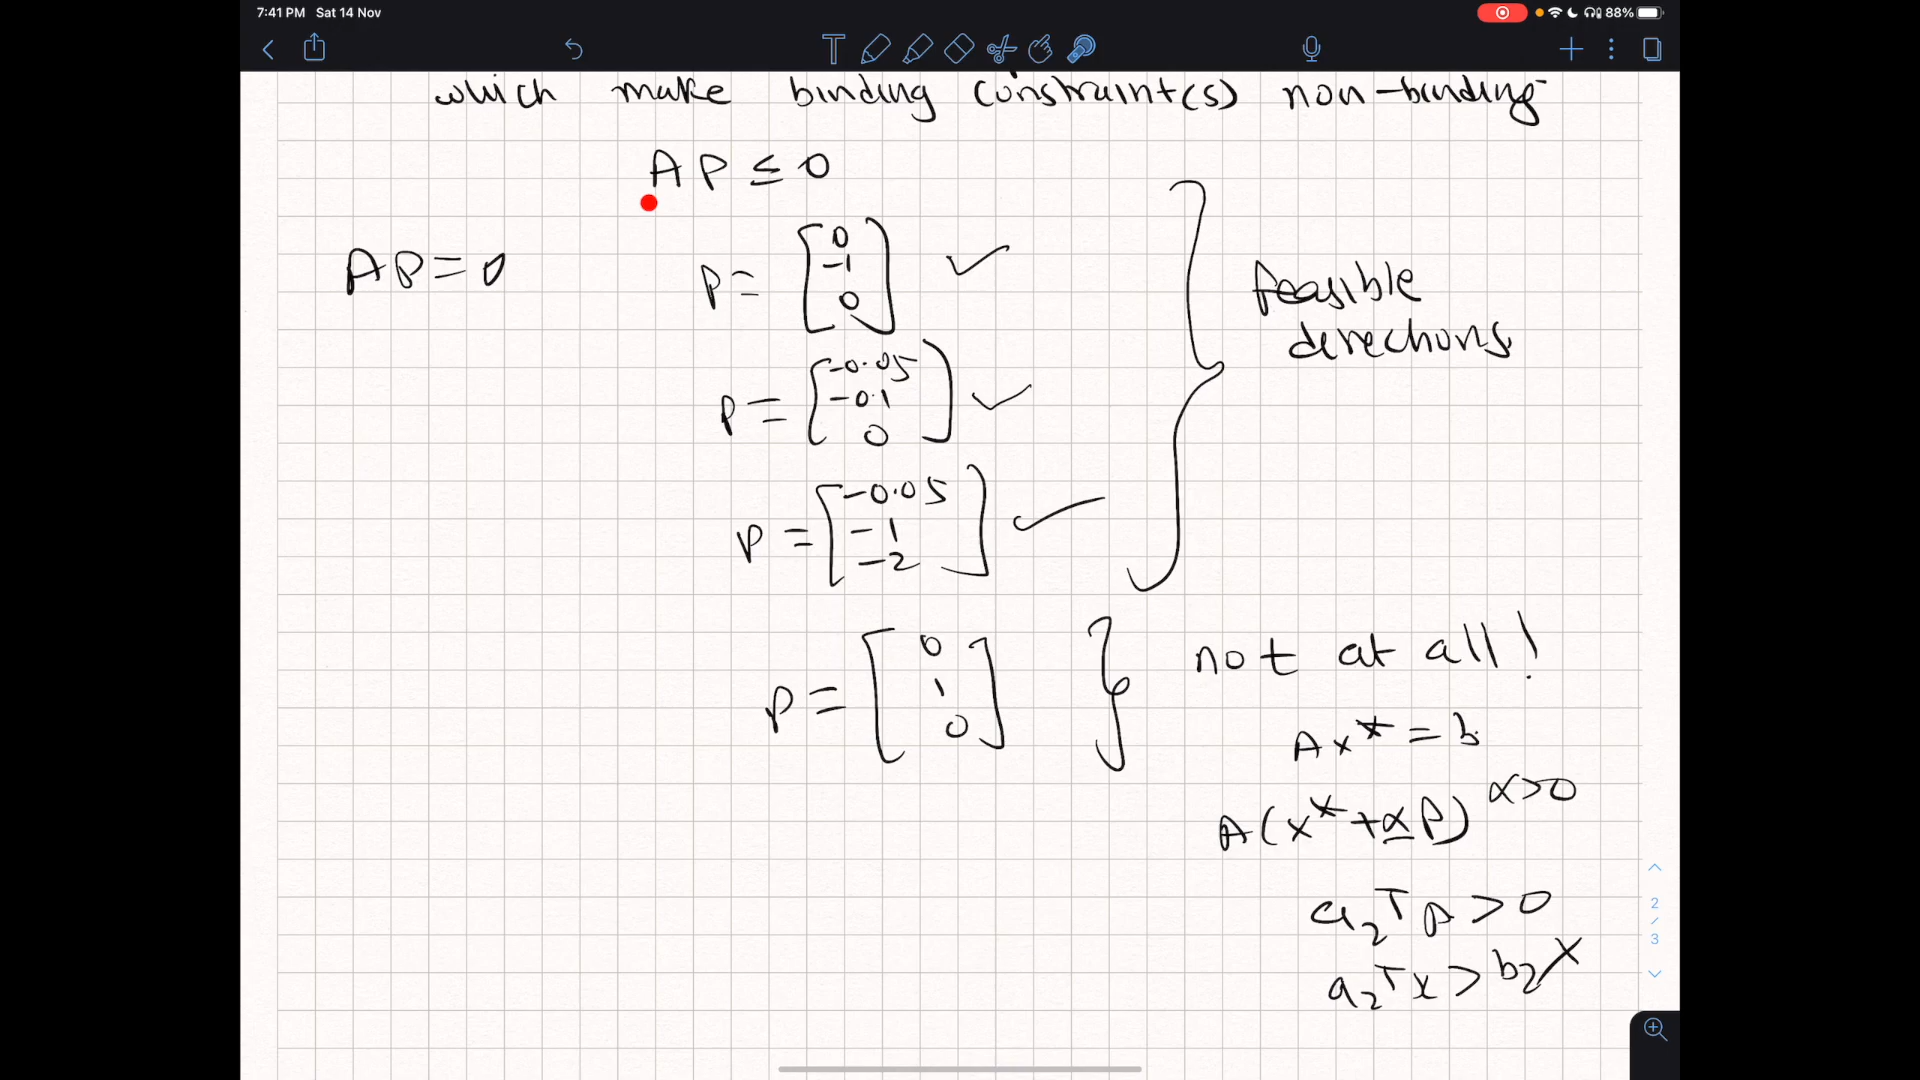 7:41 PM Sat 14 Nov
88%
which make binding constraint(s) non-binding
AP ≤ 0
AP = 0
P = [0 -1 0] ✓
P = [-0.05 -0.1 0] ✓
P = [-0.05 -1 -2] ✓
feasible
directions
P = [0 1 0]
not at all!
Ax* = b
A(x* + αP) α>0
a₂ᵀp > 0
a₂ᵀx > b₂ ×
2
/
3